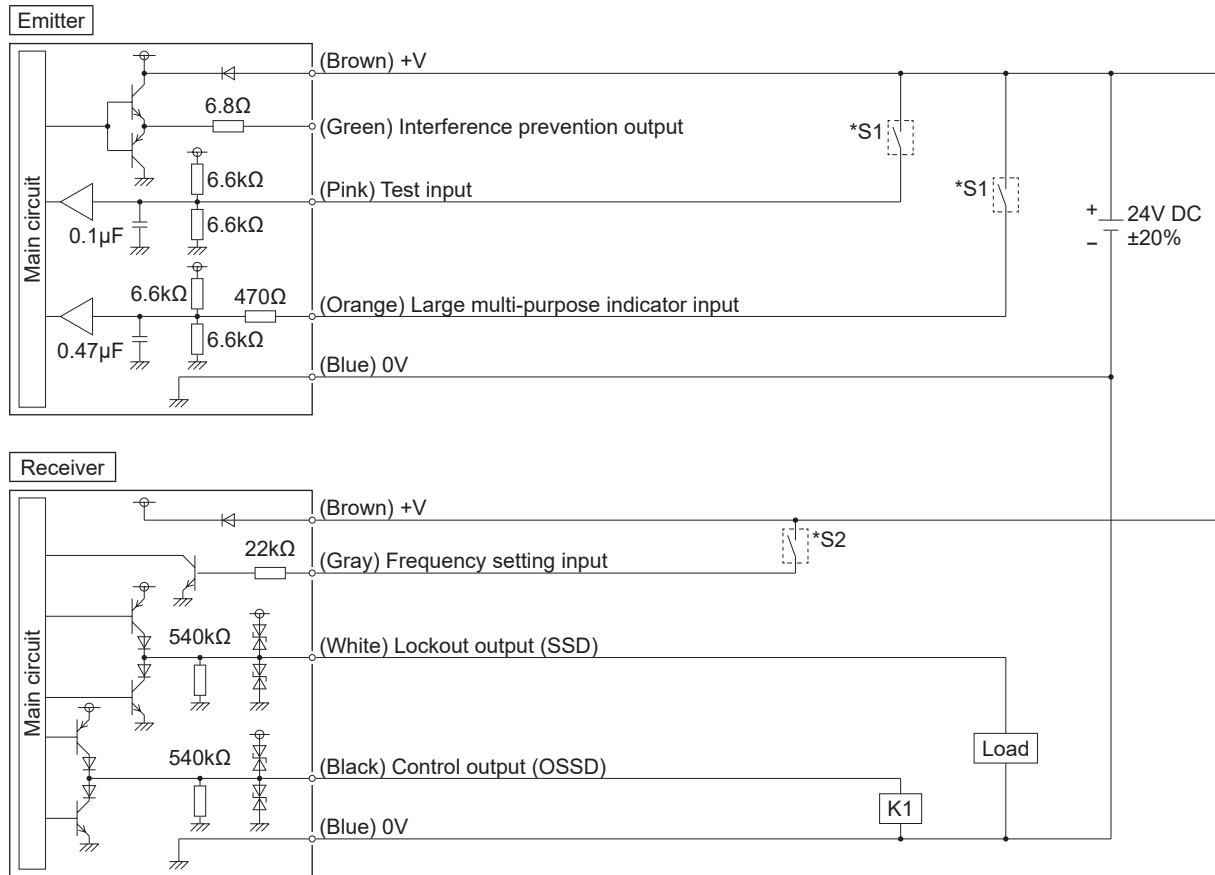 Emitter
Main circuit
(Brown) +V
6.8Ω
(Green) Interference prevention output
6.6kΩ
(Pink) Test input
6.6kΩ
0.1μF
6.6kΩ
470Ω
(Orange) Large multi-purpose indicator input
6.6kΩ
0.47μF
(Blue) 0V
*S1
*S1
+
24V DC
−
±20%
Receiver
Main circuit
(Brown) +V
22kΩ
(Gray) Frequency setting input
*S2
540kΩ
(White) Lockout output (SSD)
540kΩ
(Black) Control output (OSSD)
Load
K1
(Blue) 0V